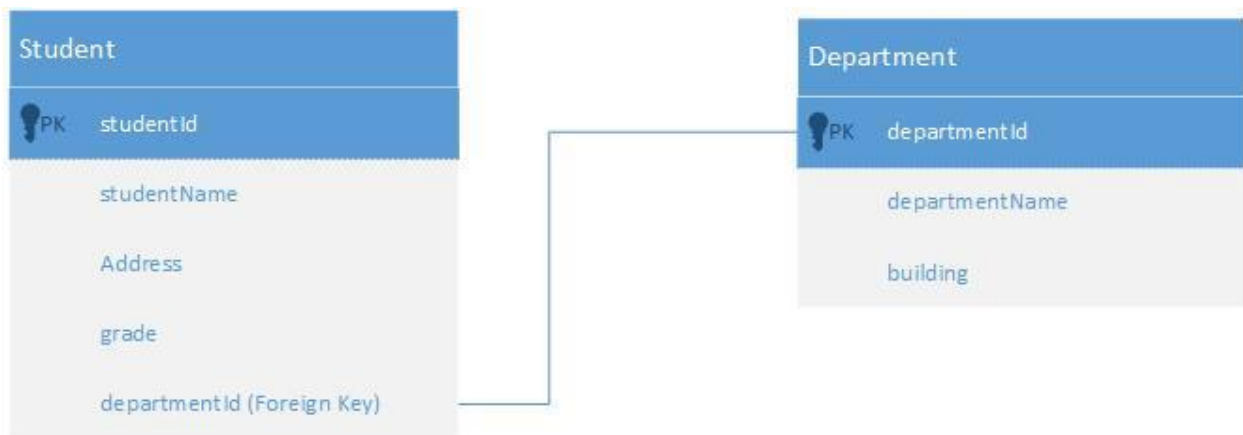 Student
PK studentId
studentName
Address
grade
departmentId (Foreign Key)
Department
PK departmentId
departmentName
building